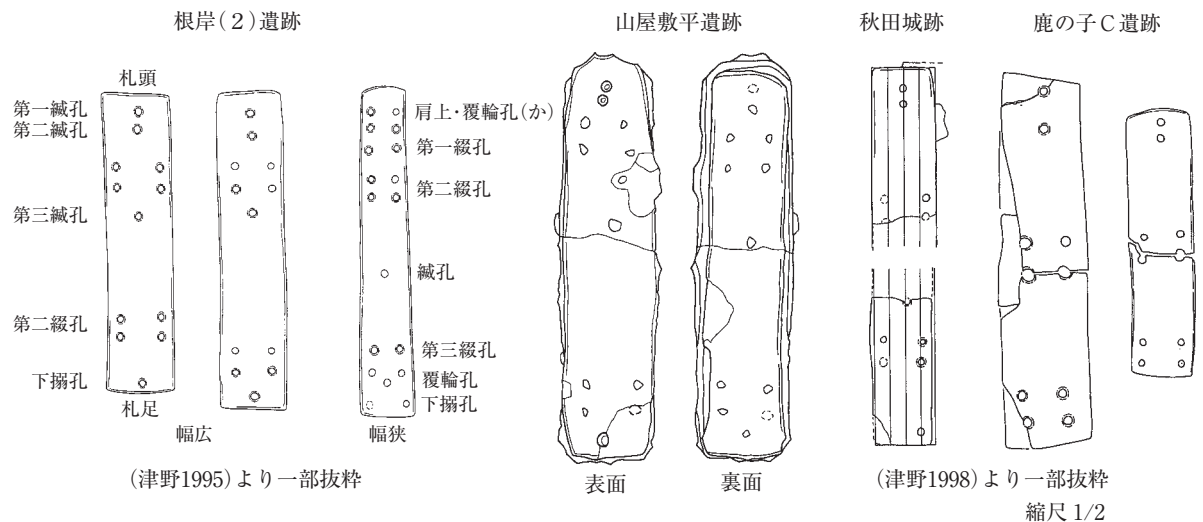 根岸(2)遺跡
山屋敷平遺跡
秋田城跡
鹿の子C遺跡
札頭
第一緘孔
第二緘孔
第三緘孔
第二綴孔
下搦孔
札足
幅広
肩上・覆輪孔(か)
第一綴孔
第二綴孔
緘孔
第三綴孔
覆輪孔
下搦孔
幅狭
(津野1995)より一部抜粋
表面
裏面
(津野1998)より一部抜粋
縮尺 1/2